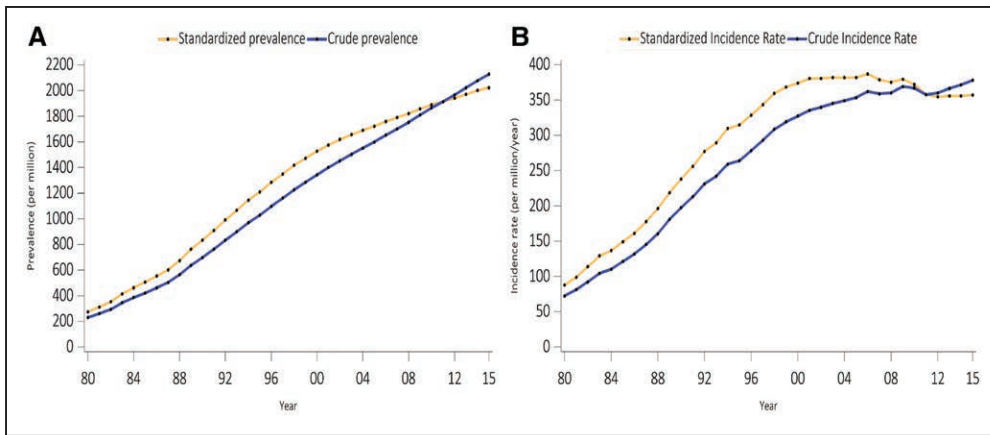 A
Standardized prevalence Crude prevalence
Prevalence (per million)
2200
2000
1800
1600
1400
1200
1000
800
600
400
200
0
80 84 88 92 96 00 04 08 12 15
Year
B
Standardized Incidence Rate Crude Incidence Rate
Incidence rate (per million/year)
400
350
300
250
200
150
100
50
0
80 84 88 92 96 00 04 08 12 15
Year